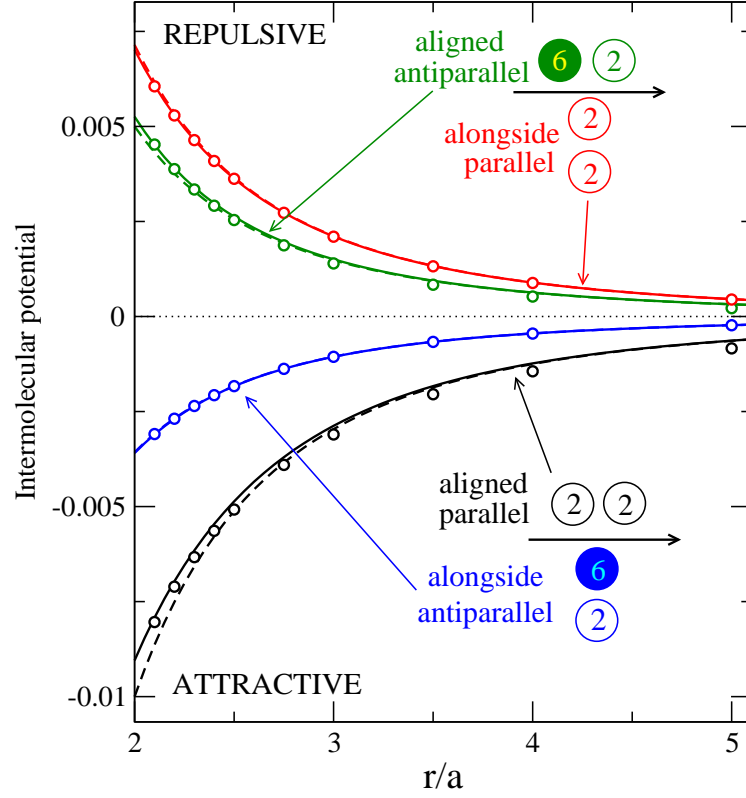 REPULSIVE
aligned
antiparallel
6 2
alongside
parallel
2
2
Intermolecular potential
0.005
0
-0.005
-0.01
aligned
parallel
2 2
alongside
antiparallel
6
2
ATTRACTIVE
2 3 4 5
r/a